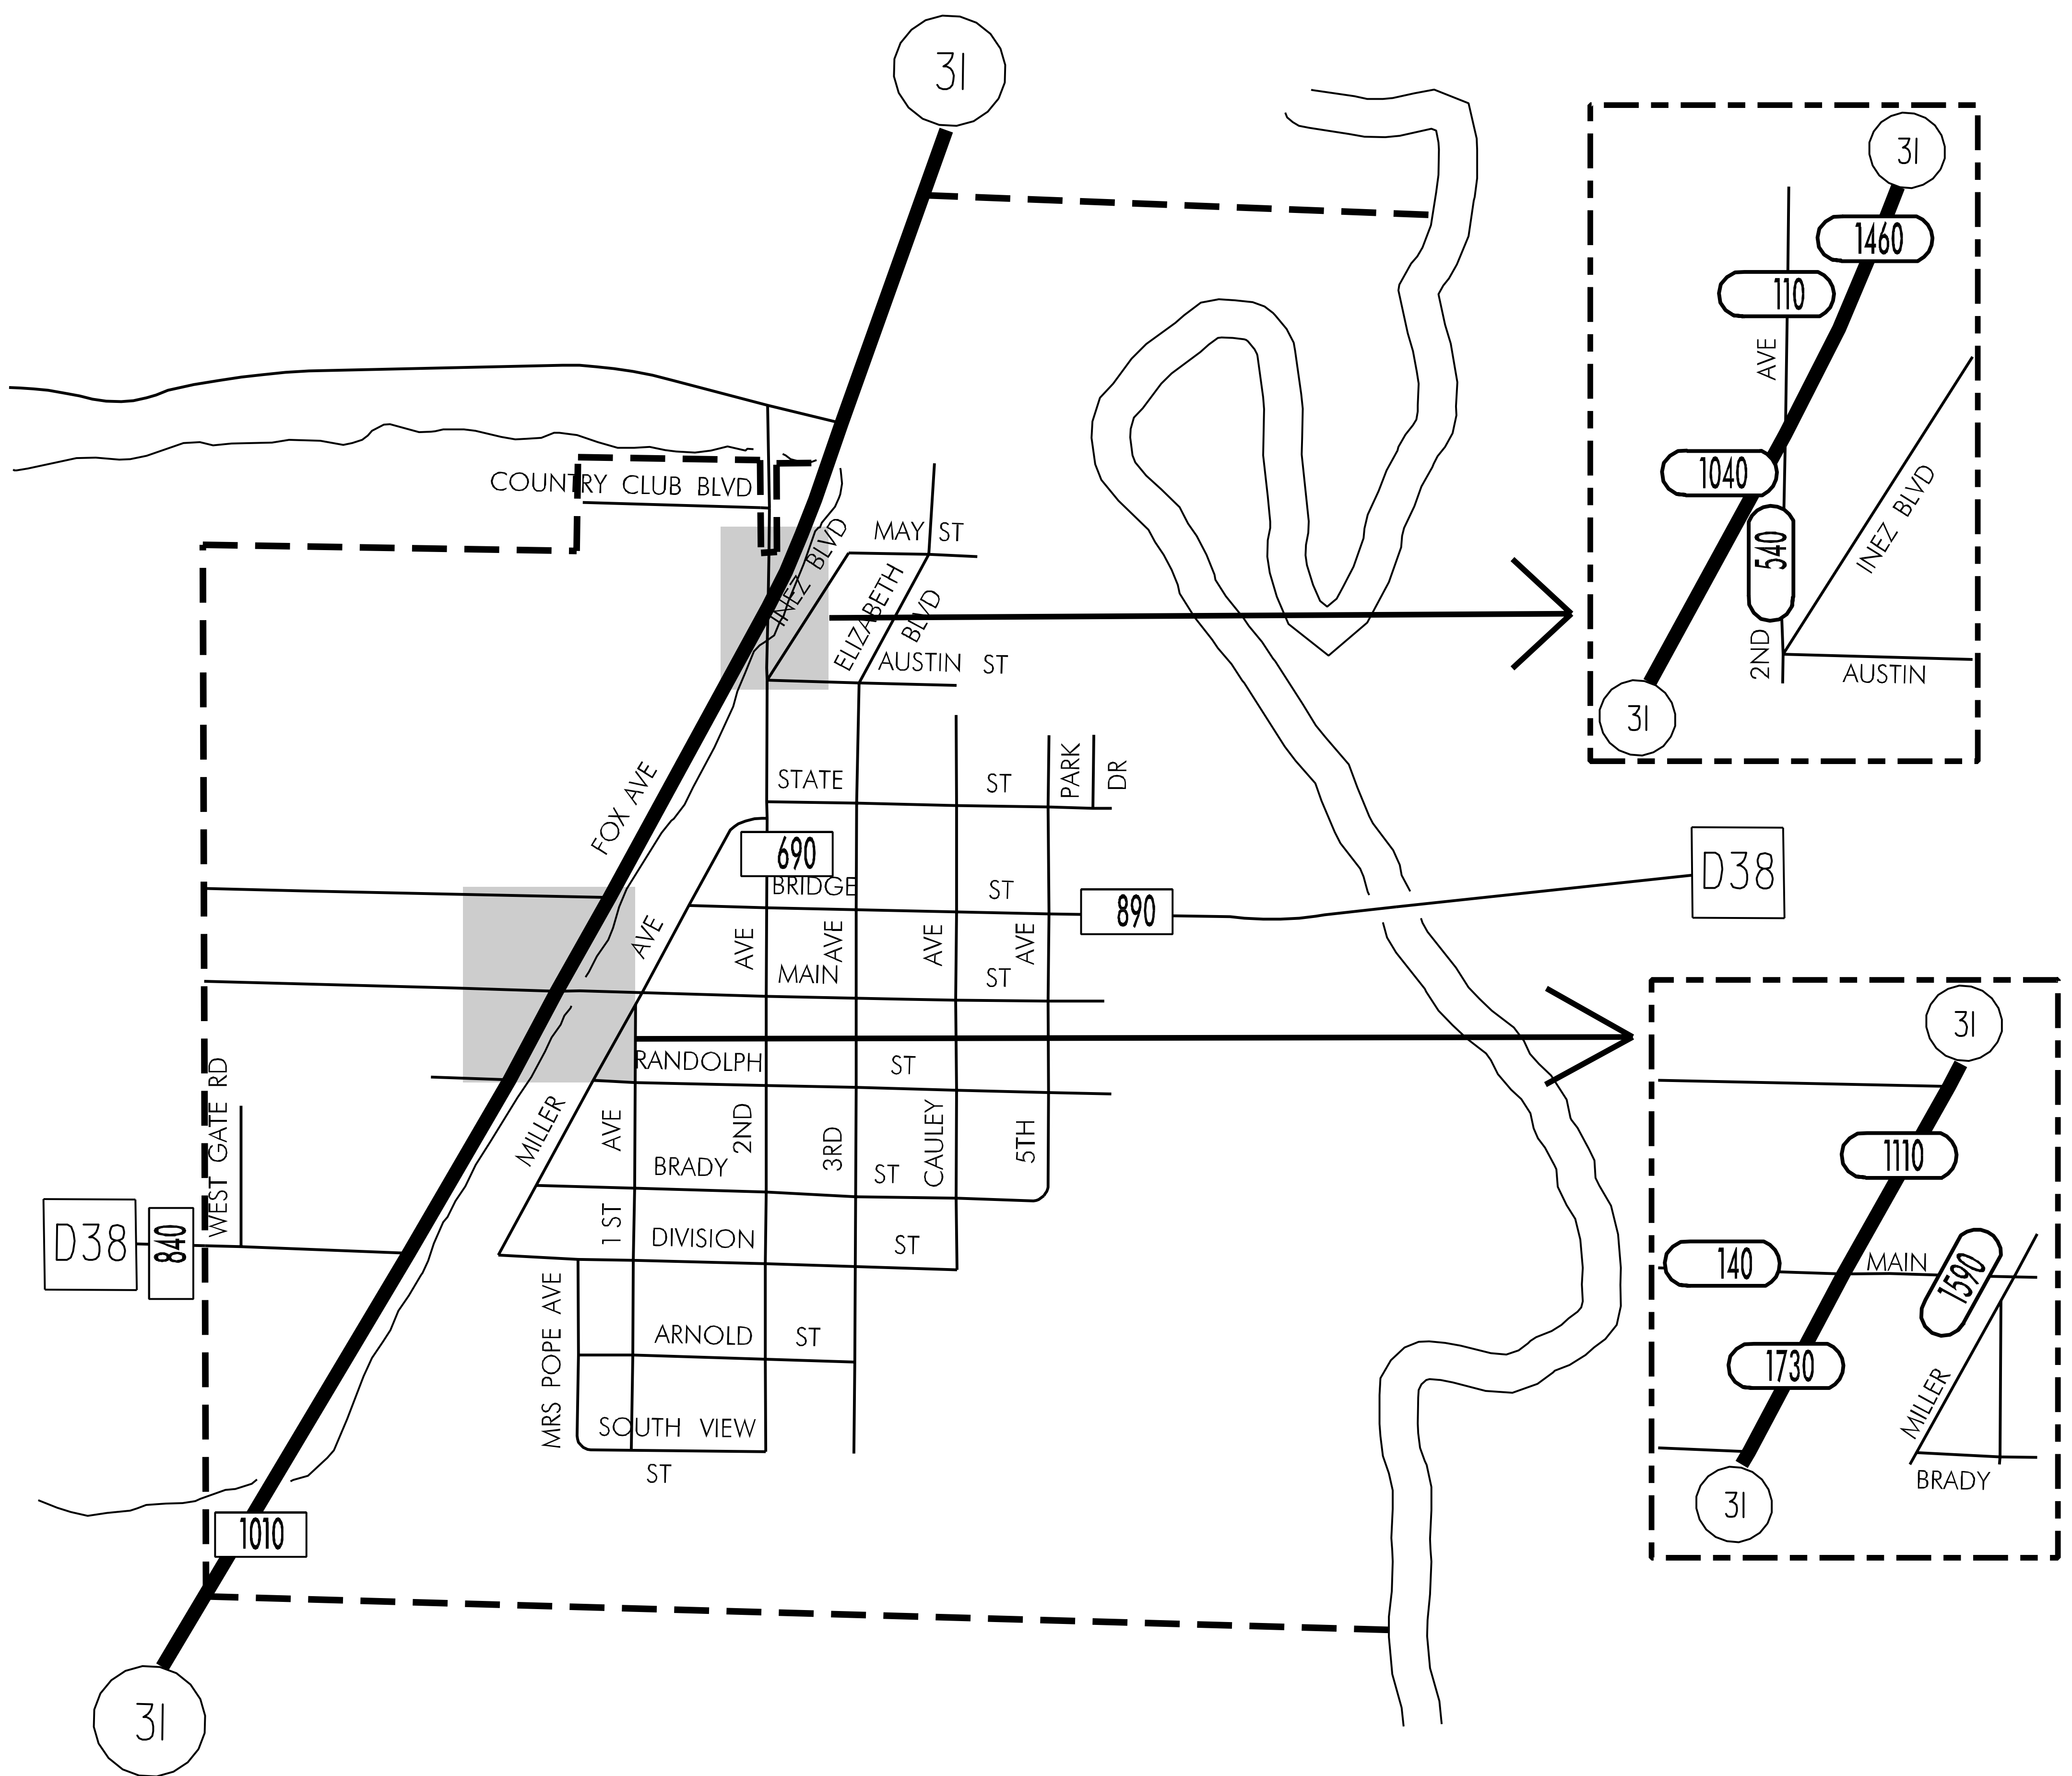 31
COUNTRY CLUB BLVD
INEZ BLVD
MAY ST
ELIZABETH
BLVD
AUSTIN ST
FOX AVE
STATE ST
PARK
DR
690
BRIDGE ST
890
D38
AVE
AVE
AVE
AVE
AVE
MAIN ST
RANDOLPH ST
WEST GATE RD
MILLER
AVE
2ND
3RD
CAULEY
5TH
BRADY ST
D38
840
1ST
DIVISION ST
MRS POPE AVE
ARNOLD ST
SOUTH VIEW
ST
1010
31
31
1460
110
AVE
1040
540
INEZ BLVD
2ND
AUSTIN
31
31
1110
140
MAIN
1590
1730
MILLER
BRADY
31